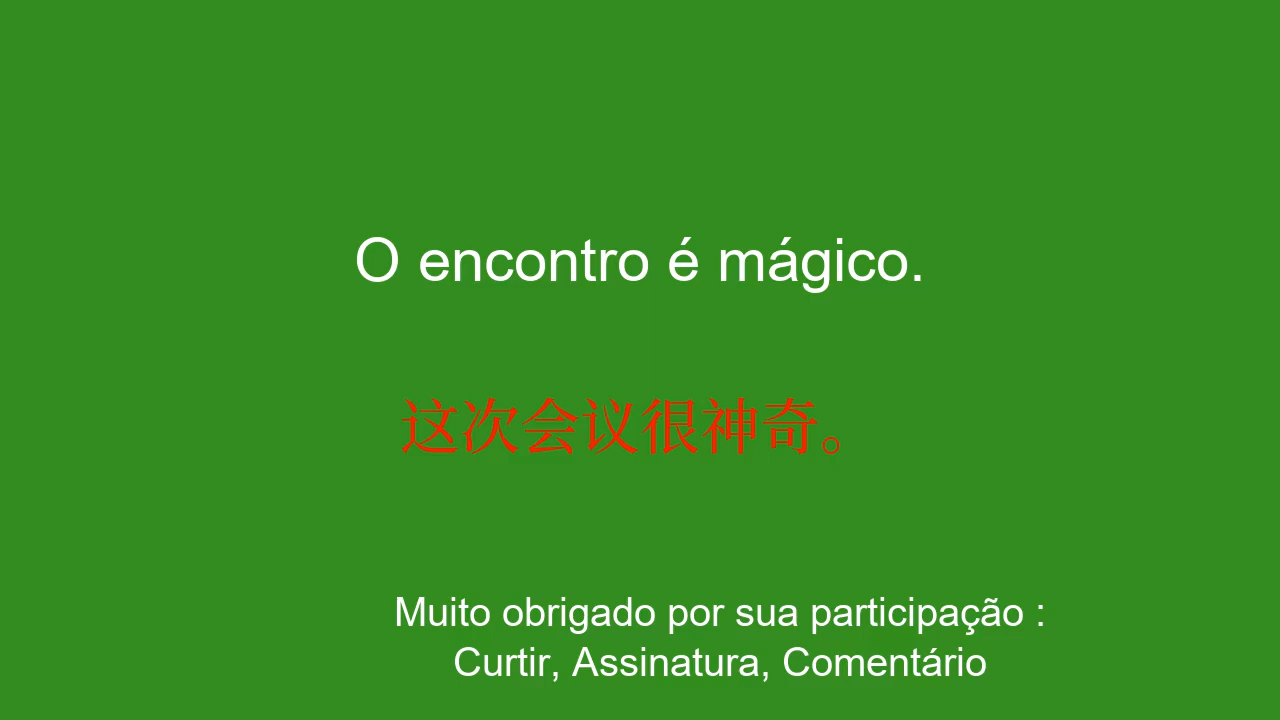 O encontro é mágico.
这次会议很神奇。
Muito obrigado por sua participação :
Curtir, Assinatura, Comentário